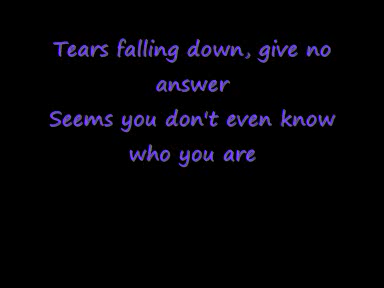 Tears falling down, give no
answer
Seems you don't even know
who you are